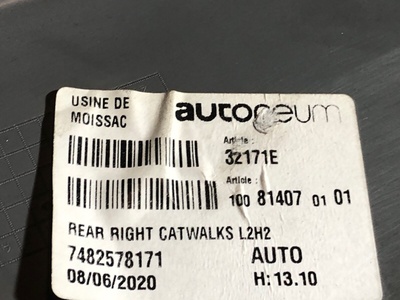 USINE DE MOISSAC
autoneum
Article :
32171E
Article :
100 81407 01 01
REAR RIGHT CATWALKS L2H2
7482578171 AUTO
08/06/2020 H: 13.10